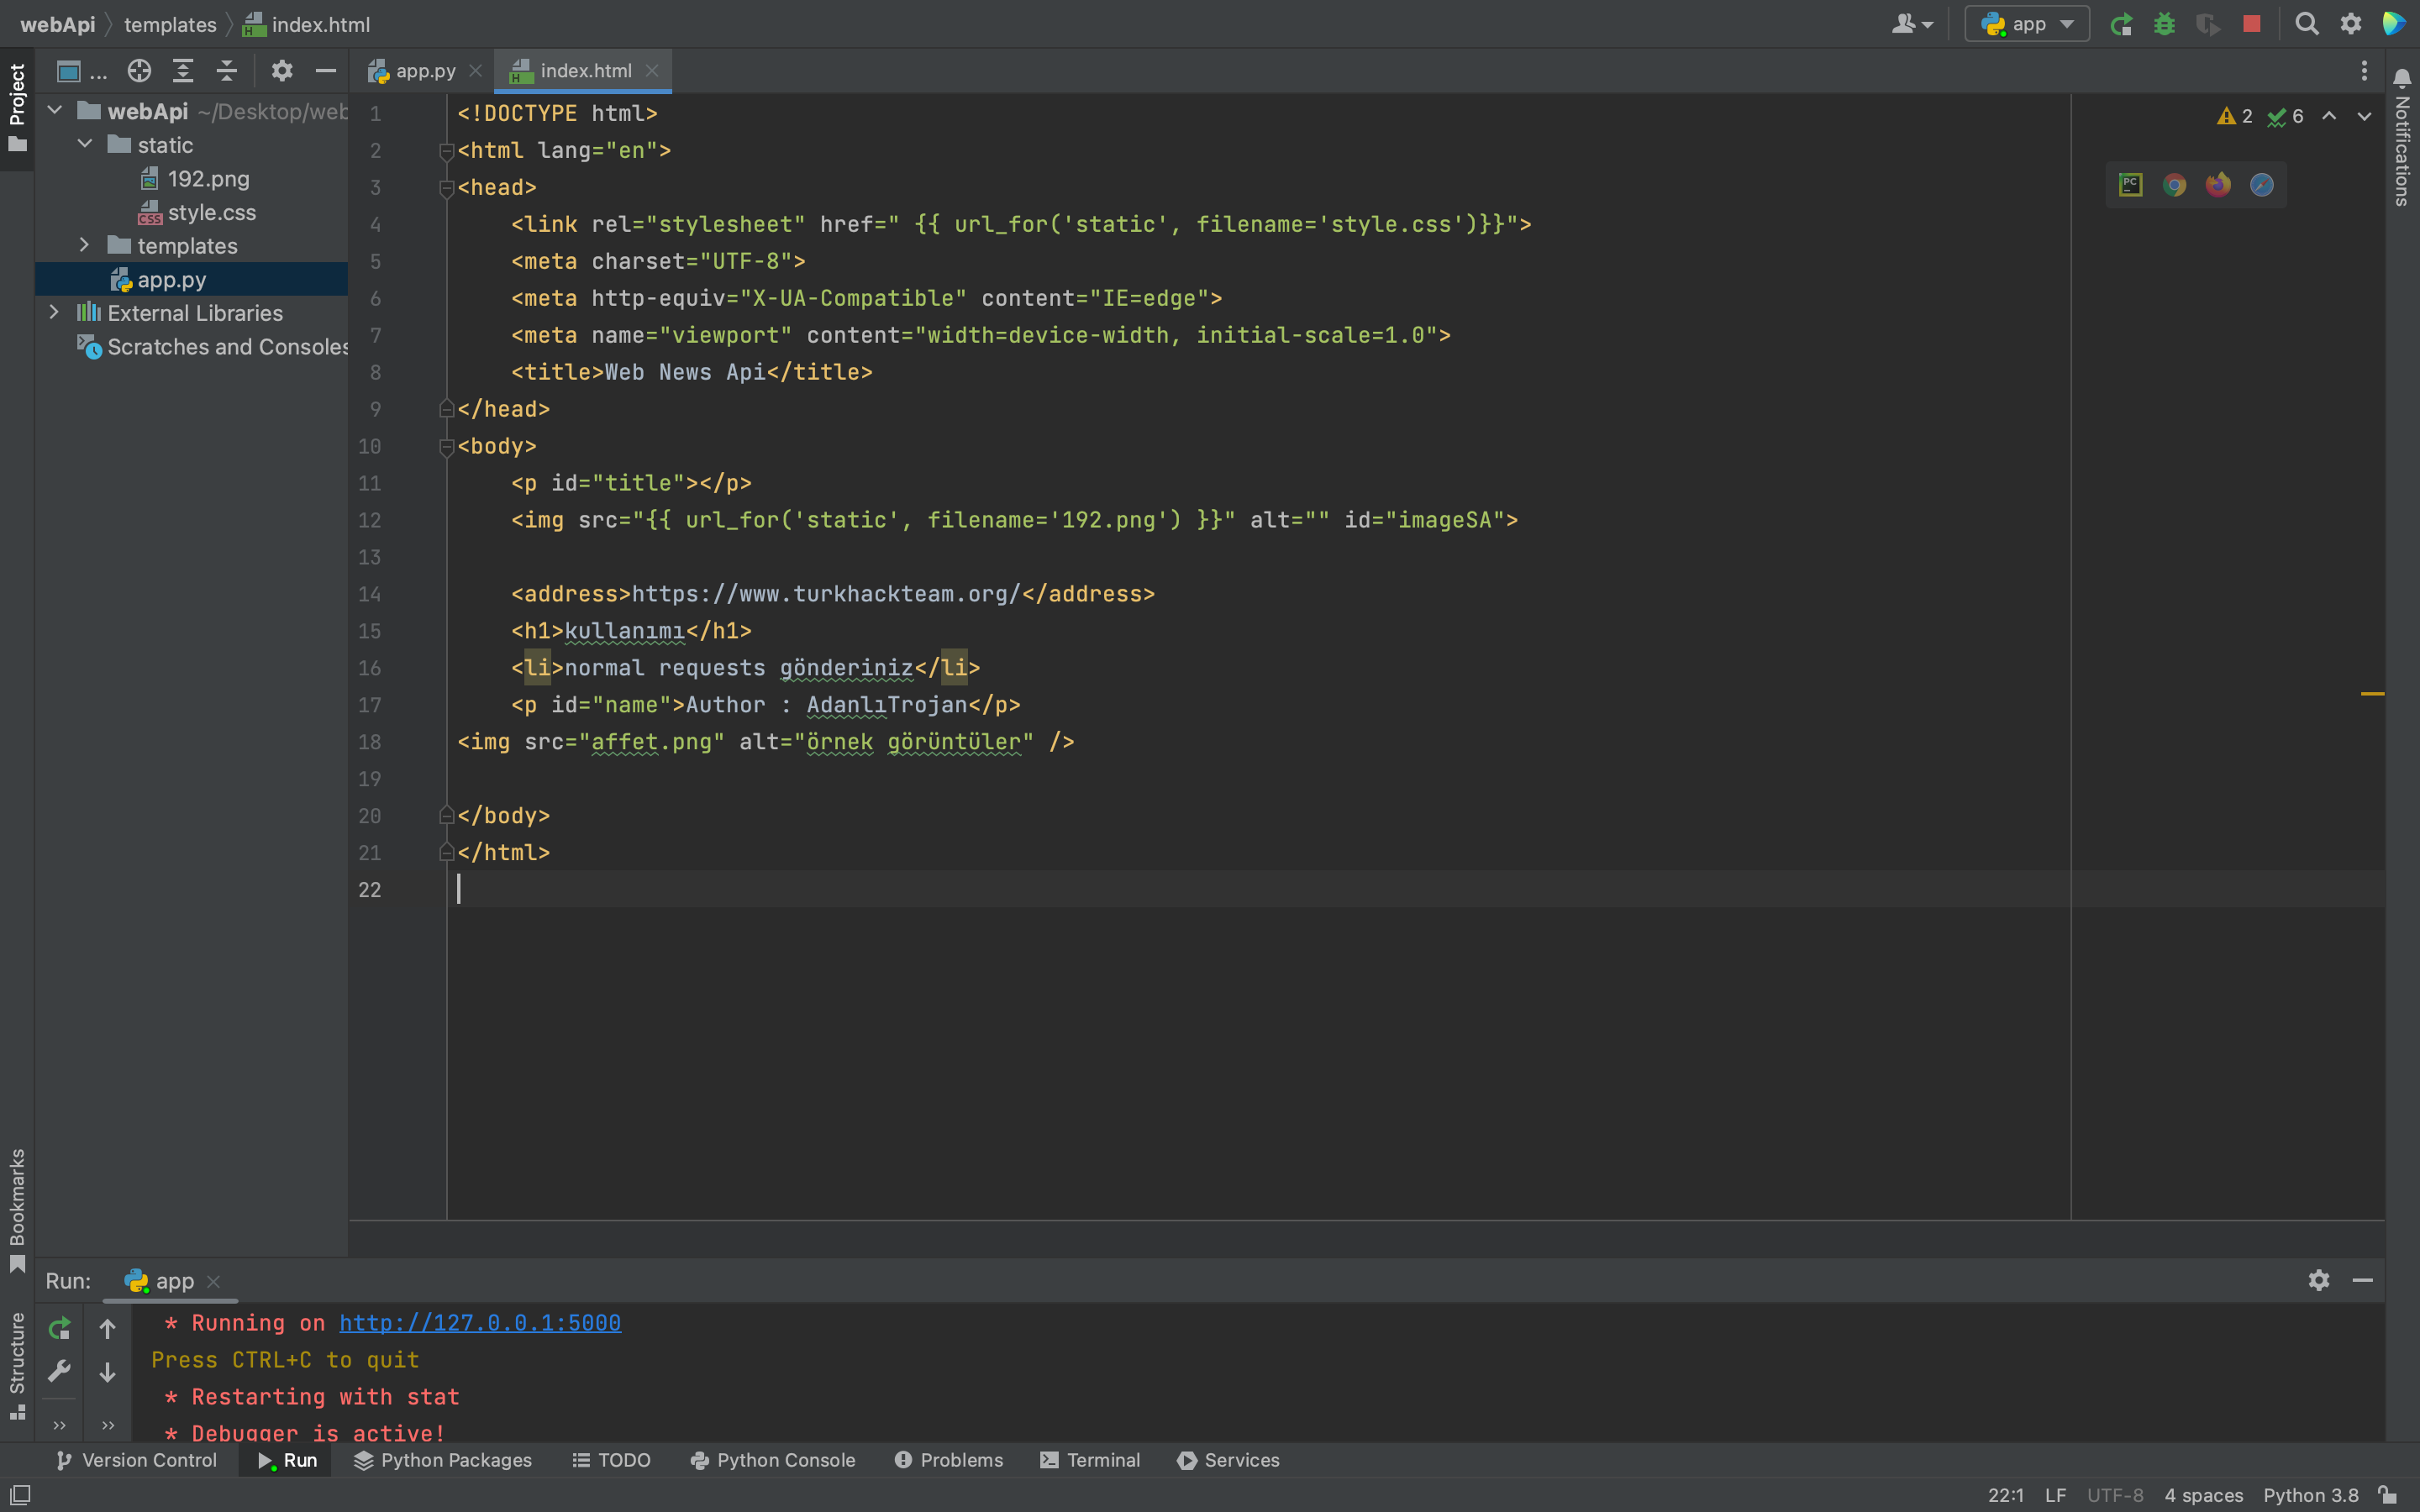 webApi templates index.html
app
Project
...
app.py index.html
webApi ~/Desktop/web
static
192.png
style.css
templates
app.py
External Libraries
Scratches and Consoles
2 6
Notifications
1 <!DOCTYPE html>
2 <html lang="en">
3 <head>
4 <link rel="stylesheet" href=" {{ url_for('static', filename='style.css')}}">
5 <meta charset="UTF-8">
6 <meta http-equiv="X-UA-Compatible" content="IE=edge">
7 <meta name="viewport" content="width=device-width, initial-scale=1.0">
8 <title>Web News Api</title>
9 </head>
10 <body>
11 <p id="title"></p>
12 <img src="{{ url_for('static', filename='192.png') }}" alt="" id="imageSA">
13
14 <address>https://www.turkhackteam.org/</address>
15 <h1>kullanımı</h1>
16 <li>normal requests gönderiniz</li>
17 <p id="name">Author : AdanlıTrojan</p>
18 <img src="affet.png" alt="örnek görüntüler" />
19
20 </body>
21 </html>
22
Bookmarks
Structure
Run: app
* Running on http://127.0.0.1:5000
Press CTRL+C to quit
* Restarting with stat
* Debugger is active!
Version Control Run Python Packages TODO Python Console Problems Terminal Services
22:1 LF UTF-8 4 spaces Python 3.8